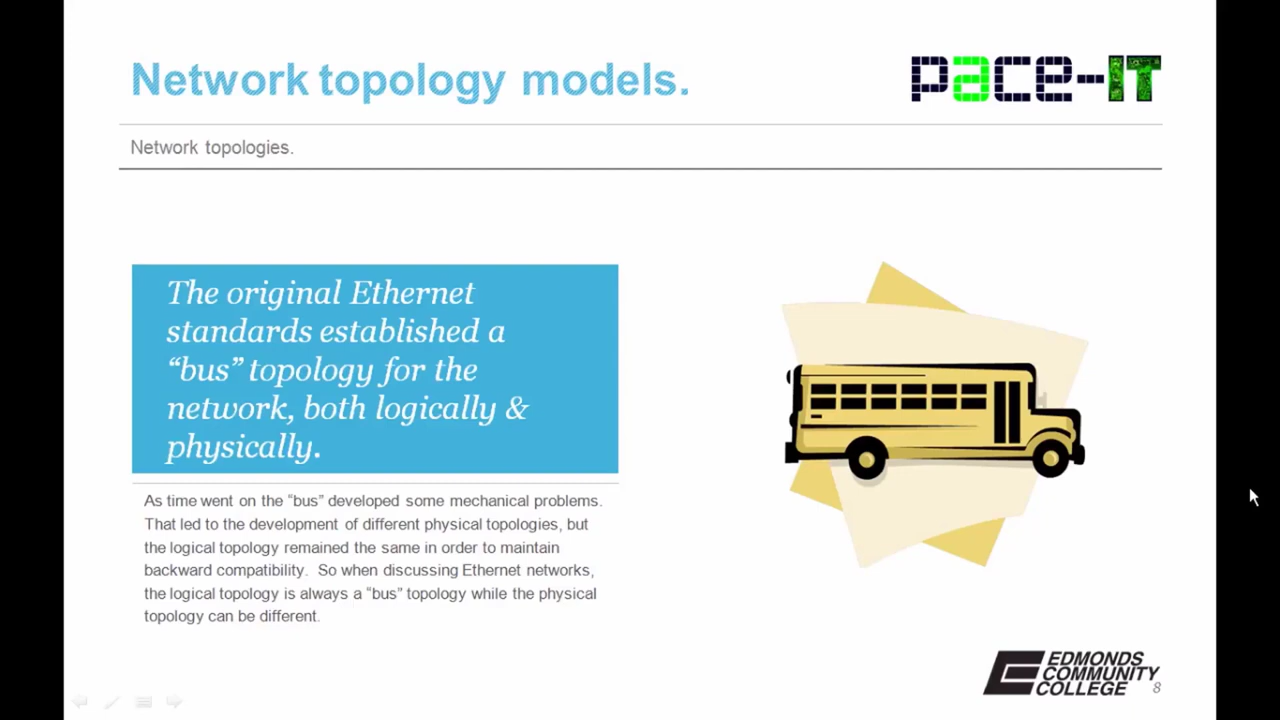 Network topology models.
pace-IT
Network topologies.
The original Ethernet
standards established a
“bus” topology for the
network, both logically &
physically.
As time went on the “bus” developed some mechanical problems.
That led to the development of different physical topologies, but
the logical topology remained the same in order to maintain
backward compatibility.  So when discussing Ethernet networks,
the logical topology is always a “bus” topology while the physical
topology can be different.
EDMONDS
COMMUNITY
COLLEGE
8